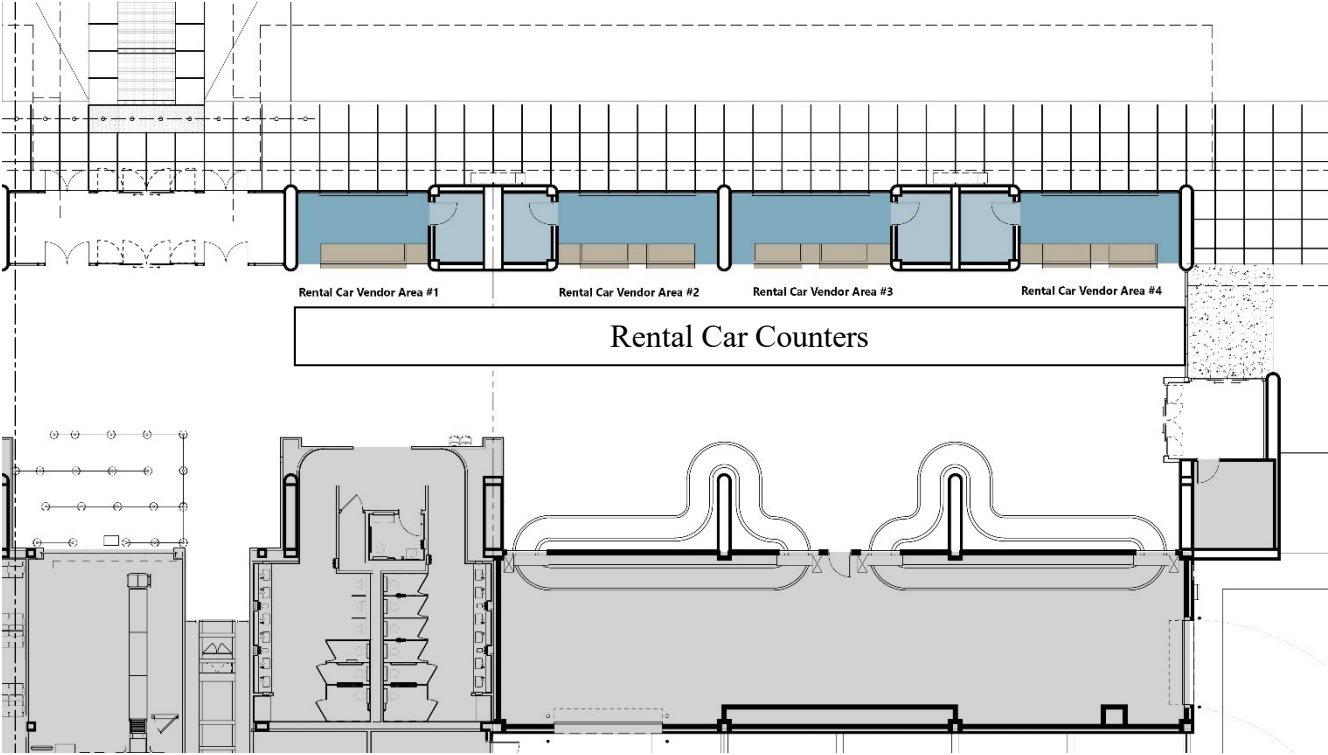 Rental Car Vendor Area #1
Rental Car Vendor Area #2
Rental Car Vendor Area #3
Rental Car Vendor Area #4
Rental Car Counters